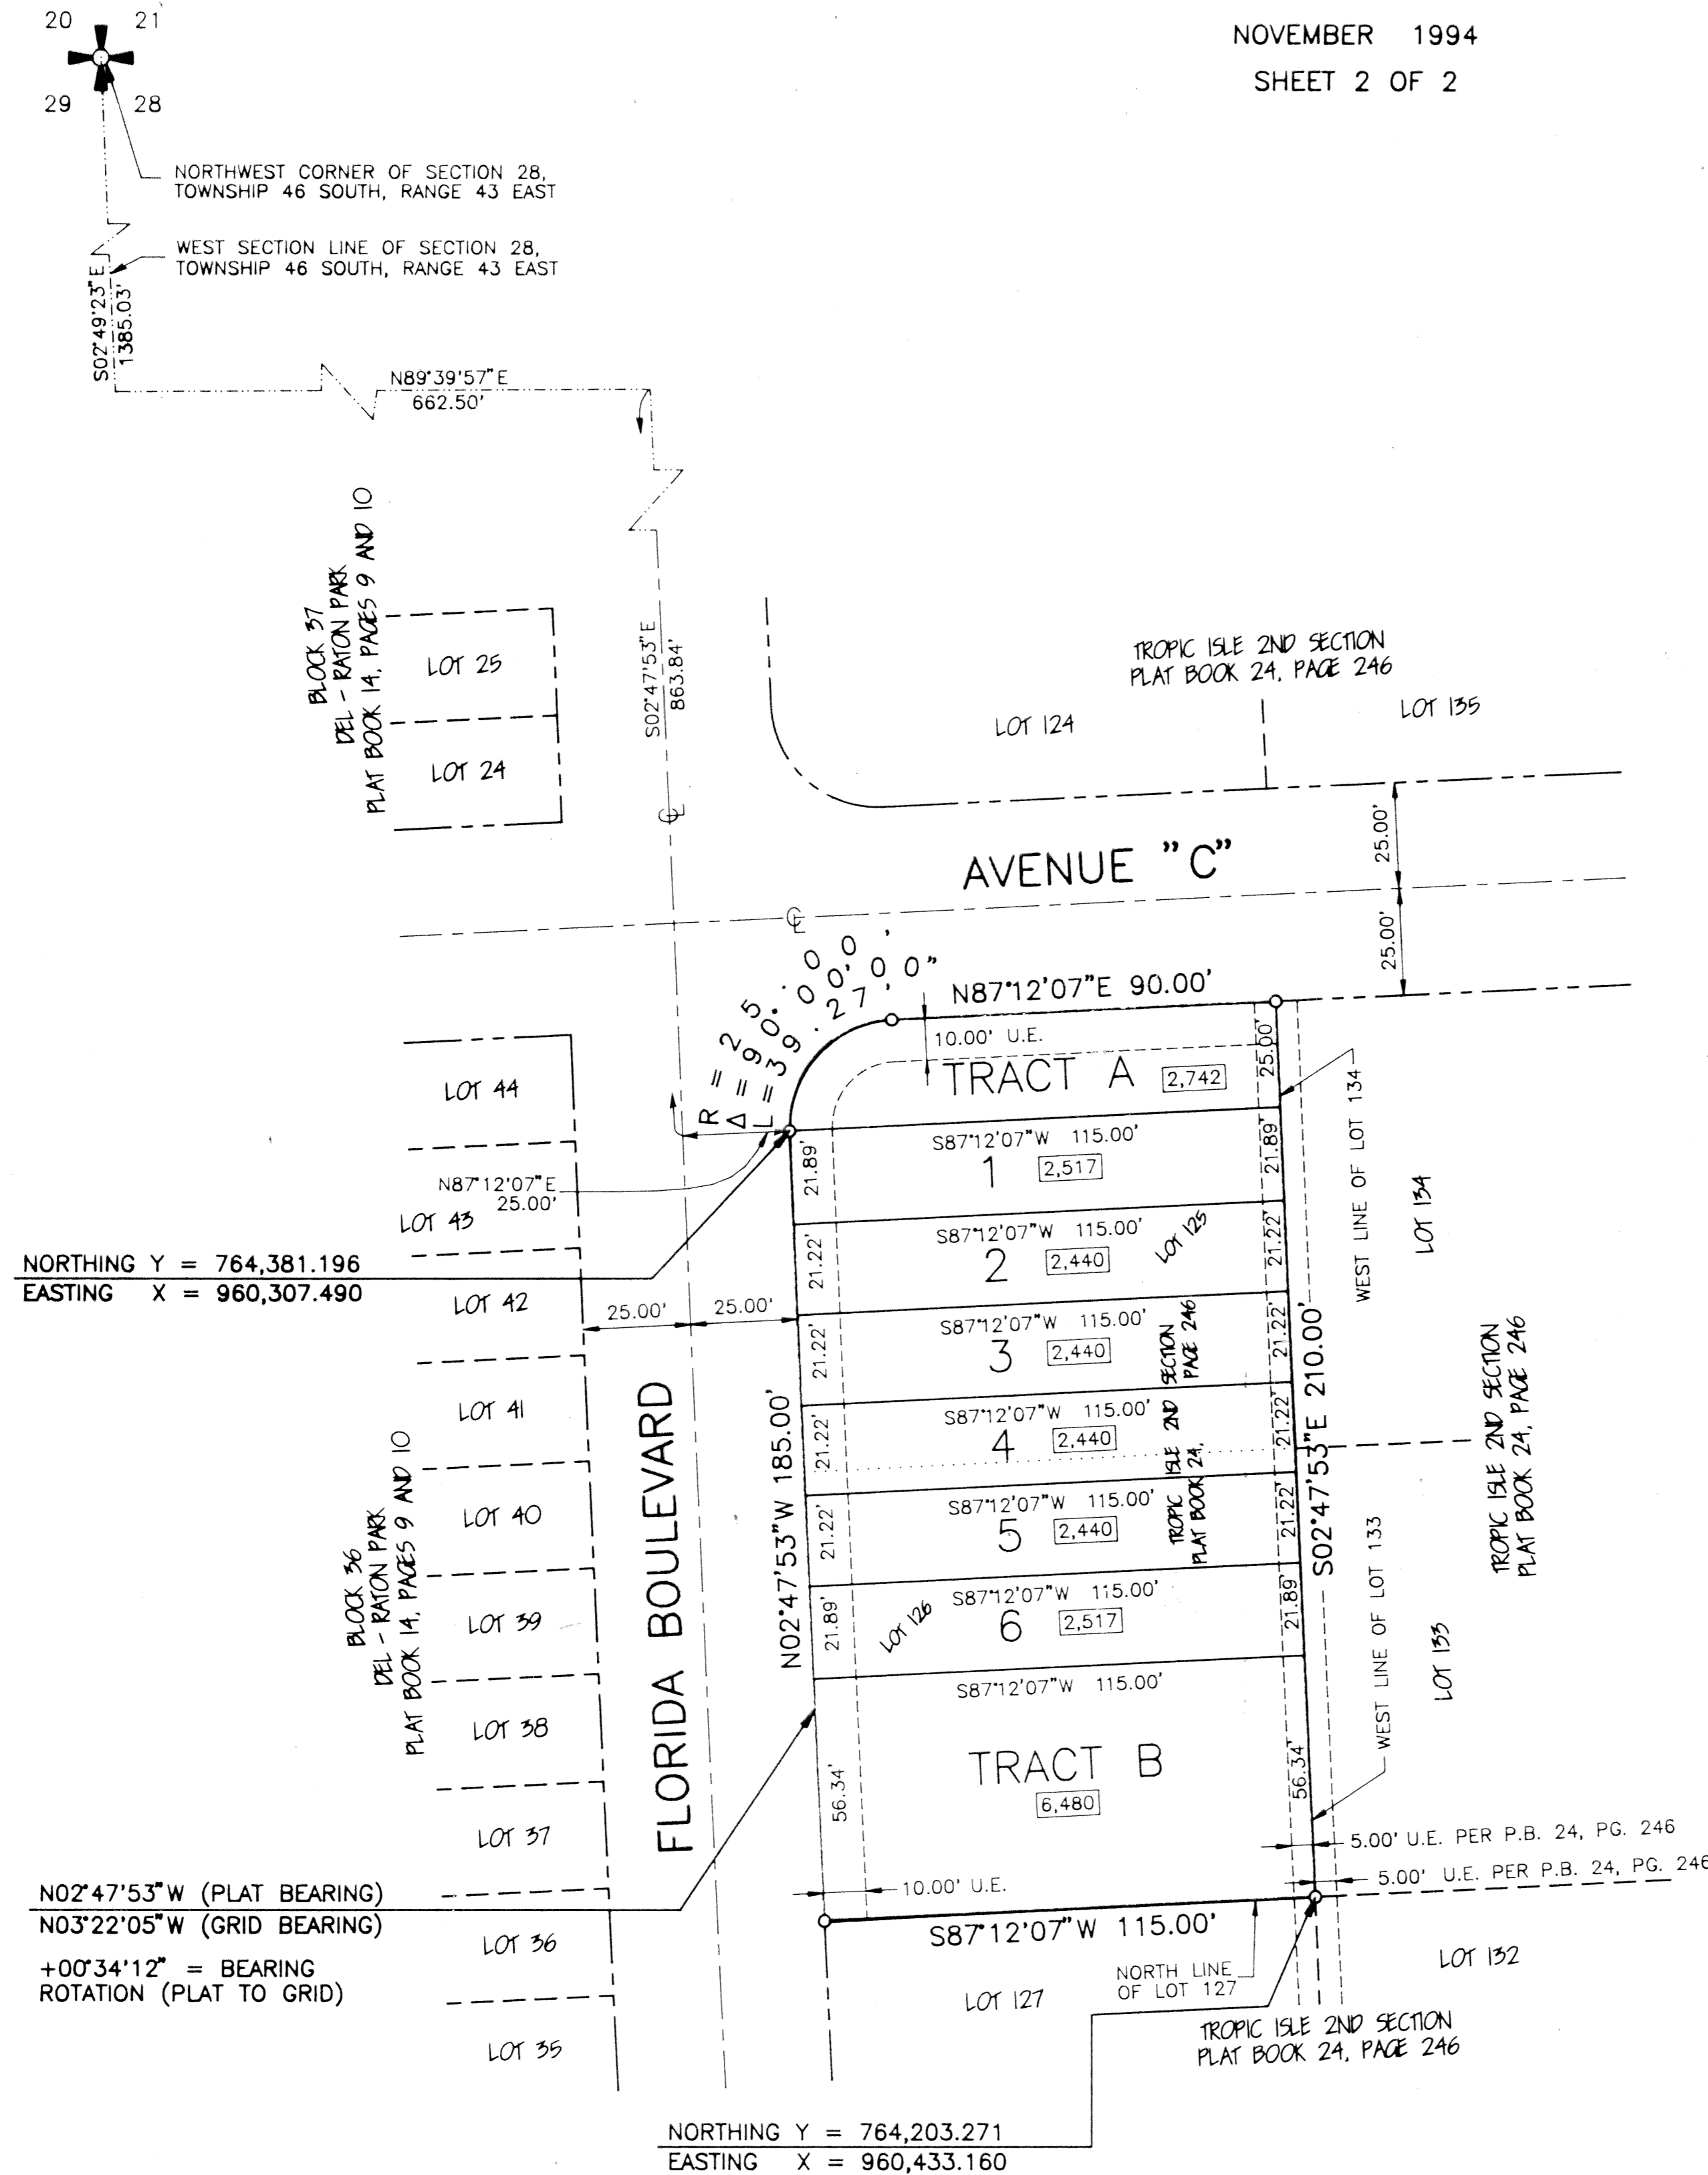 NOVEMBER 1994
SHEET 2 OF 2
20 21
29 28
NORTHWEST CORNER OF SECTION 28,
TOWNSHIP 46 SOUTH, RANGE 43 EAST
WEST SECTION LINE OF SECTION 28,
TOWNSHIP 46 SOUTH, RANGE 43 EAST
S02°49'23"E
1385.03'
N89°39'57"E
662.50'
BLOCK 37
DEL - RATON PARK
PLAT BOOK 14, PAGES 9 AND 10
LOT 25
LOT 24
S02°47'53"E
863.84'
TROPIC ISLE 2ND SECTION
PLAT BOOK 24, PAGE 246
LOT 124
LOT 135
AVENUE "C"
25.00'
25.00'
R = 25.00'
Δ = 90°00'00"
L = 39.27'
N87°12'07"E 90.00'
10.00' U.E.
TRACT A 2,742
25.00'
LOT 44
N87°12'07"E
25.00'
LOT 43
NORTHING Y = 764,381.196
EASTING X = 960,307.490
LOT 42
25.00' 25.00'
LOT 41
LOT 40
LOT 39
LOT 38
LOT 37
LOT 36
LOT 35
BLOCK 36
DEL - RATON PARK
PLAT BOOK 14, PAGES 9 AND 10
FLORIDA BOULEVARD
N02°47'53"W 185.00'
S87°12'07"W 115.00'
21.89' 1 2,517 21.89'
S87°12'07"W 115.00'
21.22' 2 2,440 21.22'
LOT 125
S87°12'07"W 115.00'
21.22' 3 2,440 21.22'
S87°12'07"W 115.00'
21.22' 4 2,440 21.22'
TROPIC ISLE 2ND SECTION
PLAT BOOK 24, PAGE 246
S87°12'07"W 115.00'
21.22' 5 2,440 21.22'
S87°12'07"W 115.00'
21.89' 6 2,517 21.89'
LOT 126
S87°12'07"W 115.00'
TRACT B
6,480
56.34' 56.34'
S02°47'53"E 210.00'
WEST LINE OF LOT 134
LOT 134
TROPIC ISLE 2ND SECTION
PLAT BOOK 24, PAGE 246
WEST LINE OF LOT 133
LOT 133
5.00' U.E. PER P.B. 24, PG. 246
5.00' U.E. PER P.B. 24, PG. 246
10.00' U.E.
S87°12'07"W 115.00'
N02°47'53"W (PLAT BEARING)
N03°22'05"W (GRID BEARING)
+00°34'12" = BEARING
ROTATION (PLAT TO GRID)
NORTH LINE
OF LOT 127
LOT 127
LOT 132
TROPIC ISLE 2ND SECTION
PLAT BOOK 24, PAGE 246
NORTHING Y = 764,203.271
EASTING X = 960,433.160